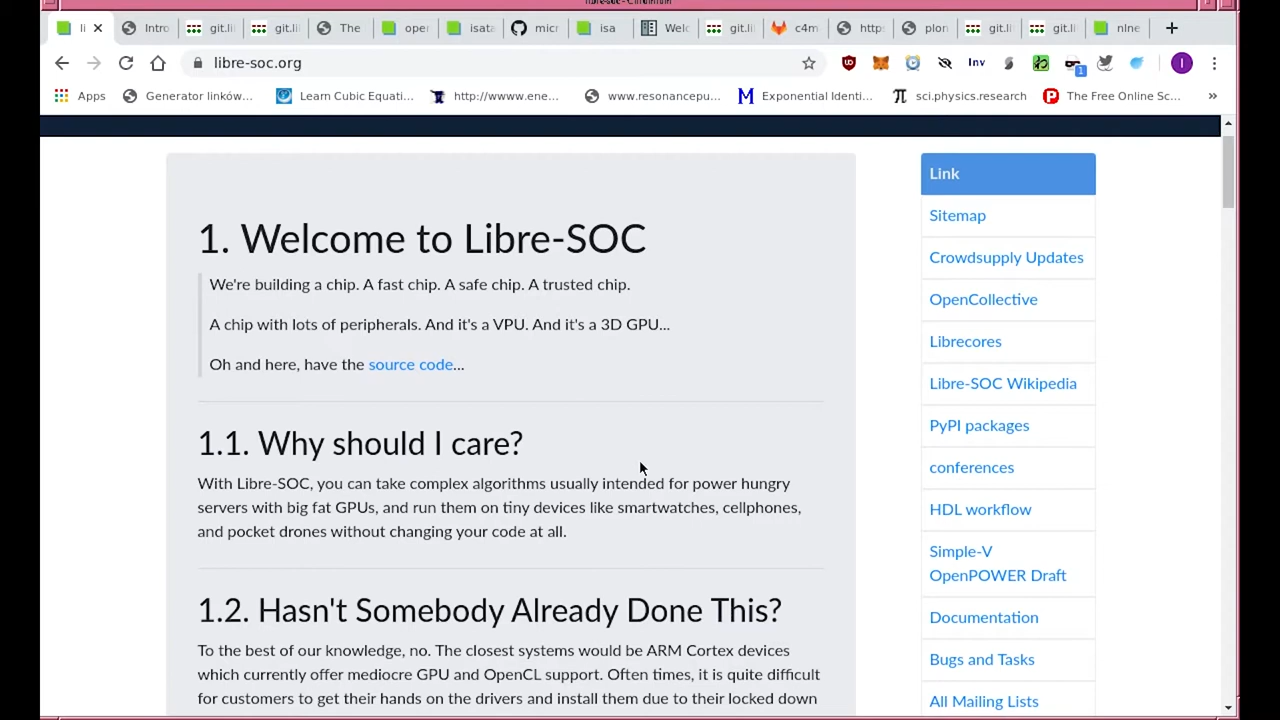 libre-soc - Chromium
li
Intro
git.li
git.li
The
oper
isata
micr
isa
Welc
git.li
c4m
http:
plon
git.li
git.li
nlne
libre-soc.org
Inv
1
I
Apps
Generator linków...
Learn Cubic Equati...
http://wwww.ene...
www.resonancepu...
Exponential Identi...
sci.physics.research
The Free Online Sc...
»
1. Welcome to Libre-SOC
We're building a chip. A fast chip. A safe chip. A trusted chip.
A chip with lots of peripherals. And it's a VPU. And it's a 3D GPU...
Oh and here, have the source code...
1.1. Why should I care?
With Libre-SOC, you can take complex algorithms usually intended for power hungry
servers with big fat GPUs, and run them on tiny devices like smartwatches, cellphones,
and pocket drones without changing your code at all.
1.2. Hasn't Somebody Already Done This?
To the best of our knowledge, no. The closest systems would be ARM Cortex devices
which currently offer mediocre GPU and OpenCL support. Often times, it is quite difficult
for customers to get their hands on the drivers and install them due to their locked down
Link
Sitemap
Crowdsupply Updates
OpenCollective
Librecores
Libre-SOC Wikipedia
PyPI packages
conferences
HDL workflow
Simple-V
OpenPOWER Draft
Documentation
Bugs and Tasks
All Mailing Lists